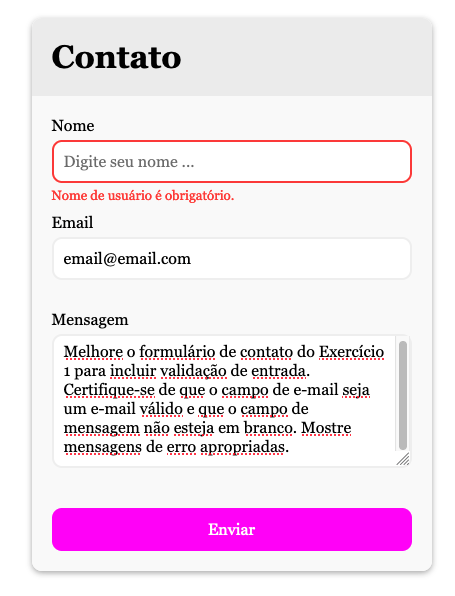 Contato
Nome
Digite seu nome ...
Nome de usuário é obrigatório.
Email
email@email.com
Mensagem
Melhore o formulário de contato do Exercício
1 para incluir validação de entrada.
Certifique-se de que o campo de e-mail seja
um e-mail válido e que o campo de
mensagem não esteja em branco. Mostre
mensagens de erro apropriadas.
Enviar